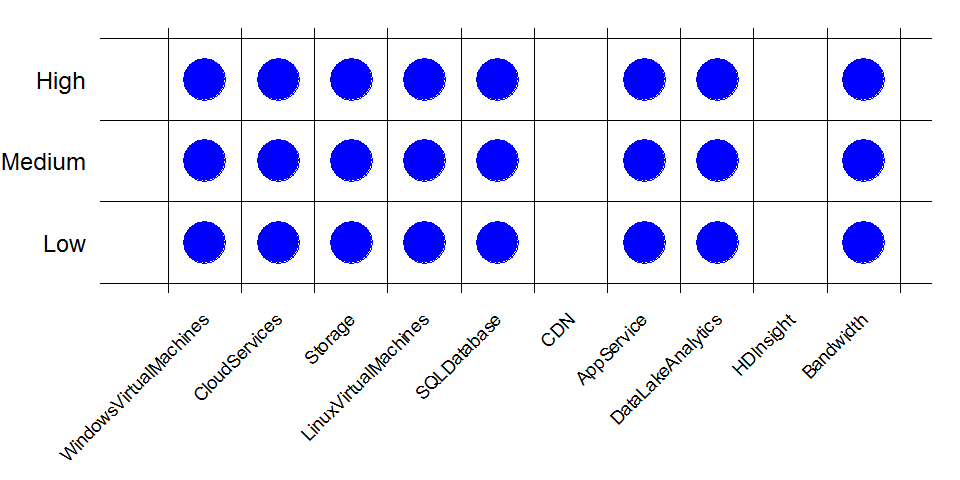 High
Medium
Low
WindowsVirtualMachines
CloudServices
Storage
LinuxVirtualMachines
SQLDatabase
CDN
AppService
DataLakeAnalytics
HDInsight
Bandwidth